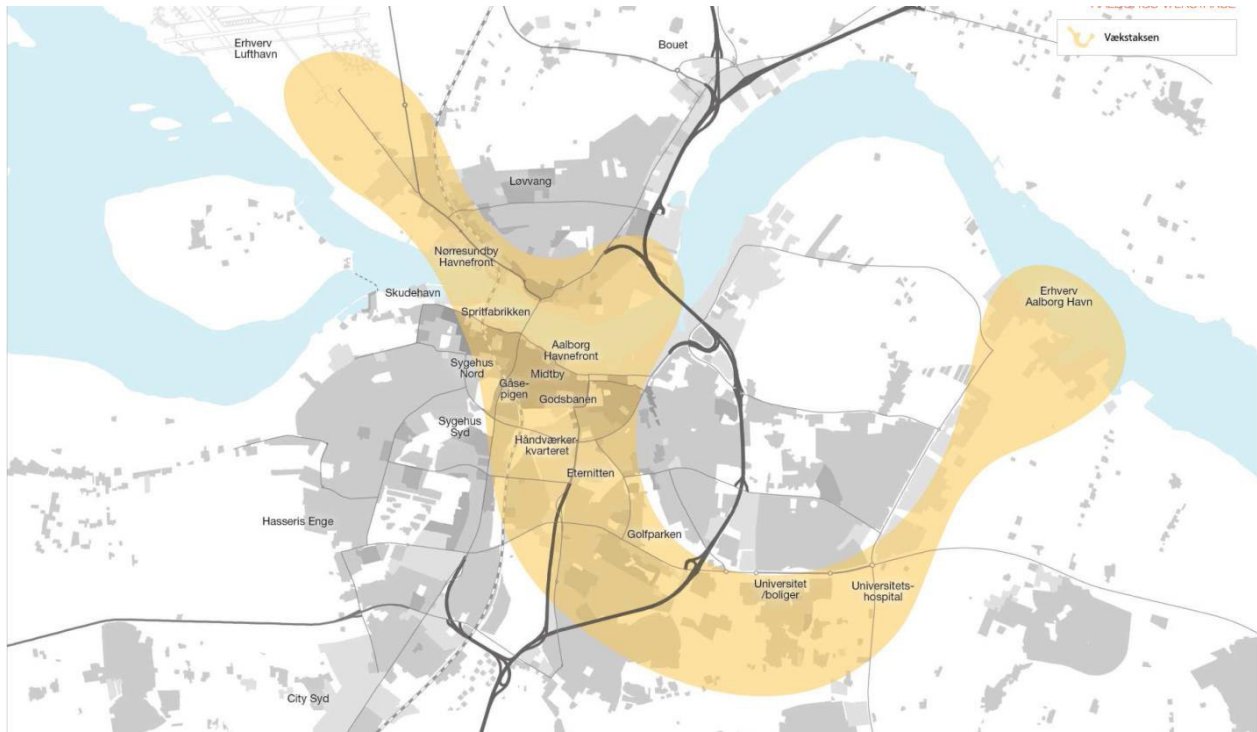 Vækstaksen
Erhverv
Lufthavn
Bouet
Løvvang
Nørresundby
Havnefront
Skudehavn
Spritfabrikken
Erhverv
Aalborg Havn
Aalborg
Havnefront
Sygehus
Nord
Midtby
Gåse-
pigen
Godsbanen
Sygehus
Syd
Håndværker-
kvarteret
Eternitten
Hasseris Enge
Golfparken
Universitet
/boliger
Universitets-
hospital
City Syd